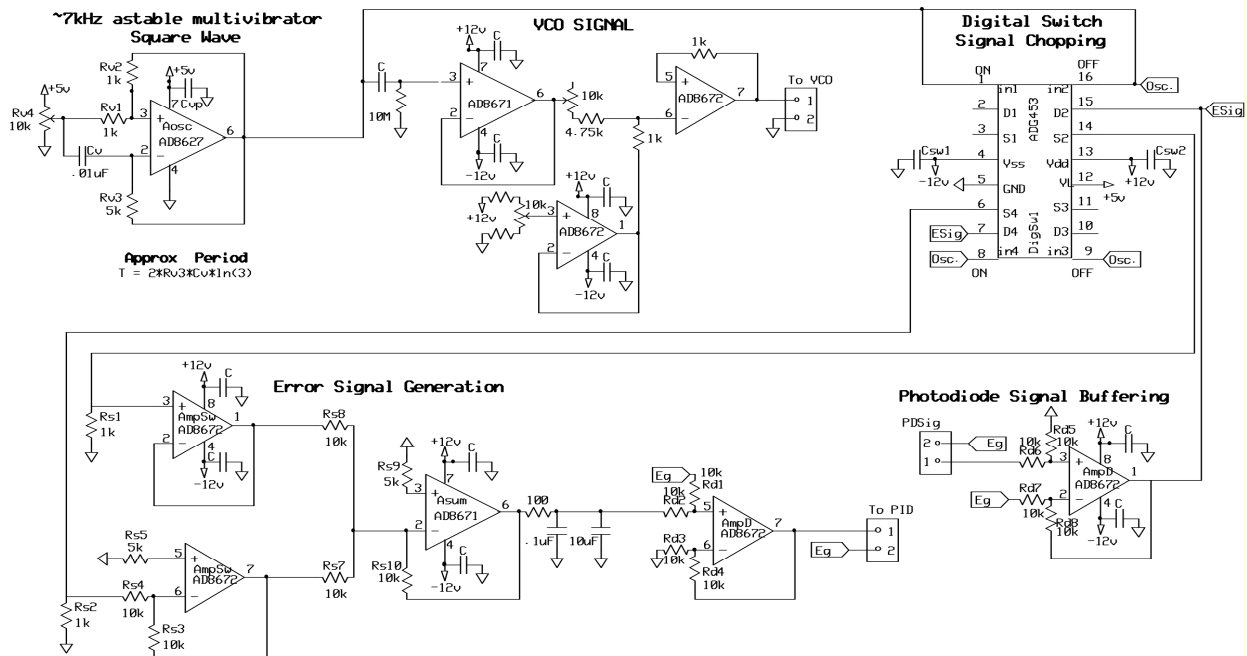 ~7kHz astable multivibrator
Square Wave
Rv2
1k
+5v
Cvp
+5v
Rv4
10k
Rv1
1k
3
+
7
Aosc
AD8627
6
Cv
.01uF
2
-
4
Rv3
5k
Approx Period
T = 2*Rv3*Cv*ln(3)
VCO SIGNAL
+12v
C
C
10M
3
+
7
AD8671
6
2
-
4
C
-12v
10k
4.75k
1k
5
+
AD8672
7
6
-
To VCO
1
2
1k
+12v
C
10k
+12v
3
+
8
AD8672
1
2
-
4
C
-12v
Digital Switch
Signal Chopping
ON
1
OFF
16
in1
in2
Osc.
2
D1
ADG453
D2
15
ESig
3
S1
S2
14
Csw1
4
Vss
Vdd
13
Csw2
-12v
+12v
5
GND
VL
12
+5v
6
S4
S3
11
ESig
7
D4
DigSw1
D3
10
Osc.
8
in4
in3
9
Osc.
ON
OFF
Error Signal Generation
+12v
C
Rs1
1k
3
+
8
AmpSw
AD8672
1
2
-
4
C
-12v
Rs8
10k
Rs9
5k
+12v
C
3
+
7
Asum
AD8671
6
2
-
4
C
-12v
Rs10
10k
100
.1uF
10uF
Rs5
5k
5
+
AmpSw
AD8672
7
Rs4
10k
6
-
Rs7
10k
Rs2
1k
Rs3
10k
Eg
10k
Rd1
10k
Rd2
5
+
AmpD
AD8672
7
Rd3
10k
6
-
Rd4
10k
To PID
1
2
Eg
Photodiode Signal Buffering
PDSig
2
Eg
1
Rd5
10k
10k
Rd6
+12v
C
3
+
8
AmpD
AD8672
1
Eg
Rd7
10k
2
-
4
C
-12v
Rd8
10k